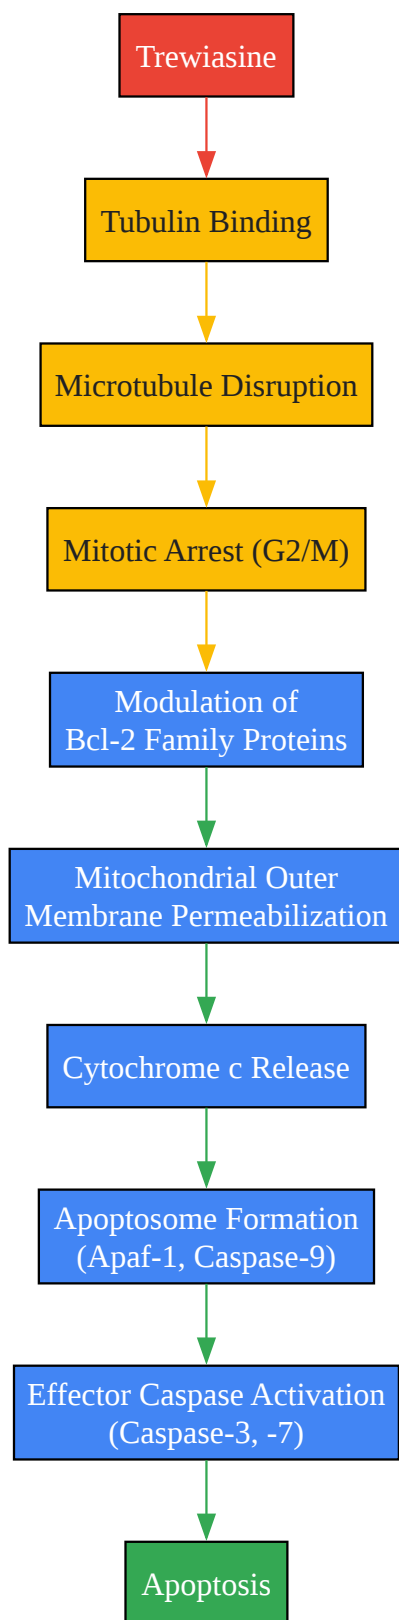 Trewiasine
Tubulin Binding
Microtubule Disruption
Mitotic Arrest (G2/M)
Modulation of
Bcl-2 Family Proteins
Mitochondrial Outer
Membrane Permeabilization
Cytochrome c Release
Apoptosome Formation
(Apaf-1, Caspase-9)
Effector Caspase Activation
(Caspase-3, -7)
Apoptosis